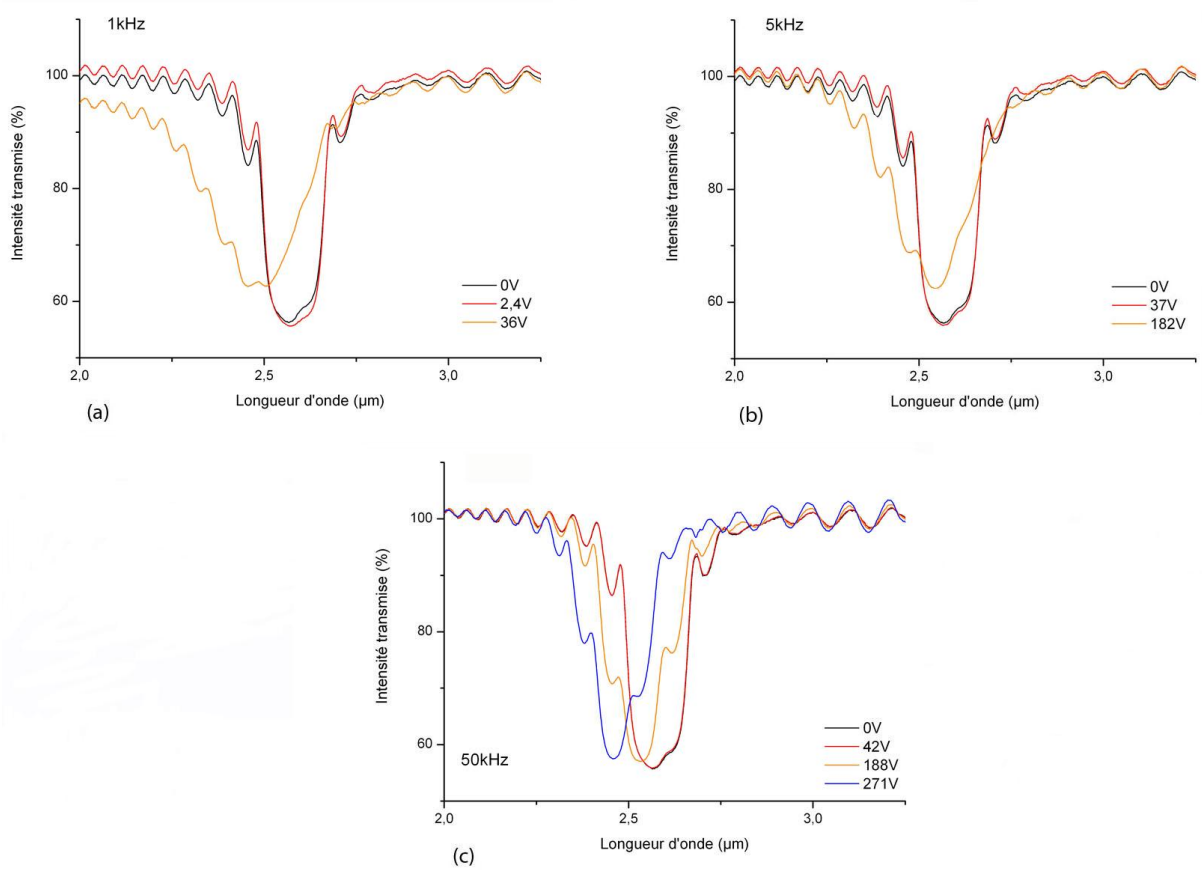 1kHz
Intensité transmise (%)
100
80
60
0V
2,4V
36V
2,0
2,5
3,0
Longueur d'onde (µm)
(a)
5kHz
Intensité transmise (%)
100
80
60
0V
37V
182V
2,0
2,5
3,0
Longueur d'onde (µm)
(b)
Intensité transmise (%)
100
80
60
50kHz
0V
42V
188V
271V
2,0
2,5
3,0
Longueur d'onde (µm)
(c)